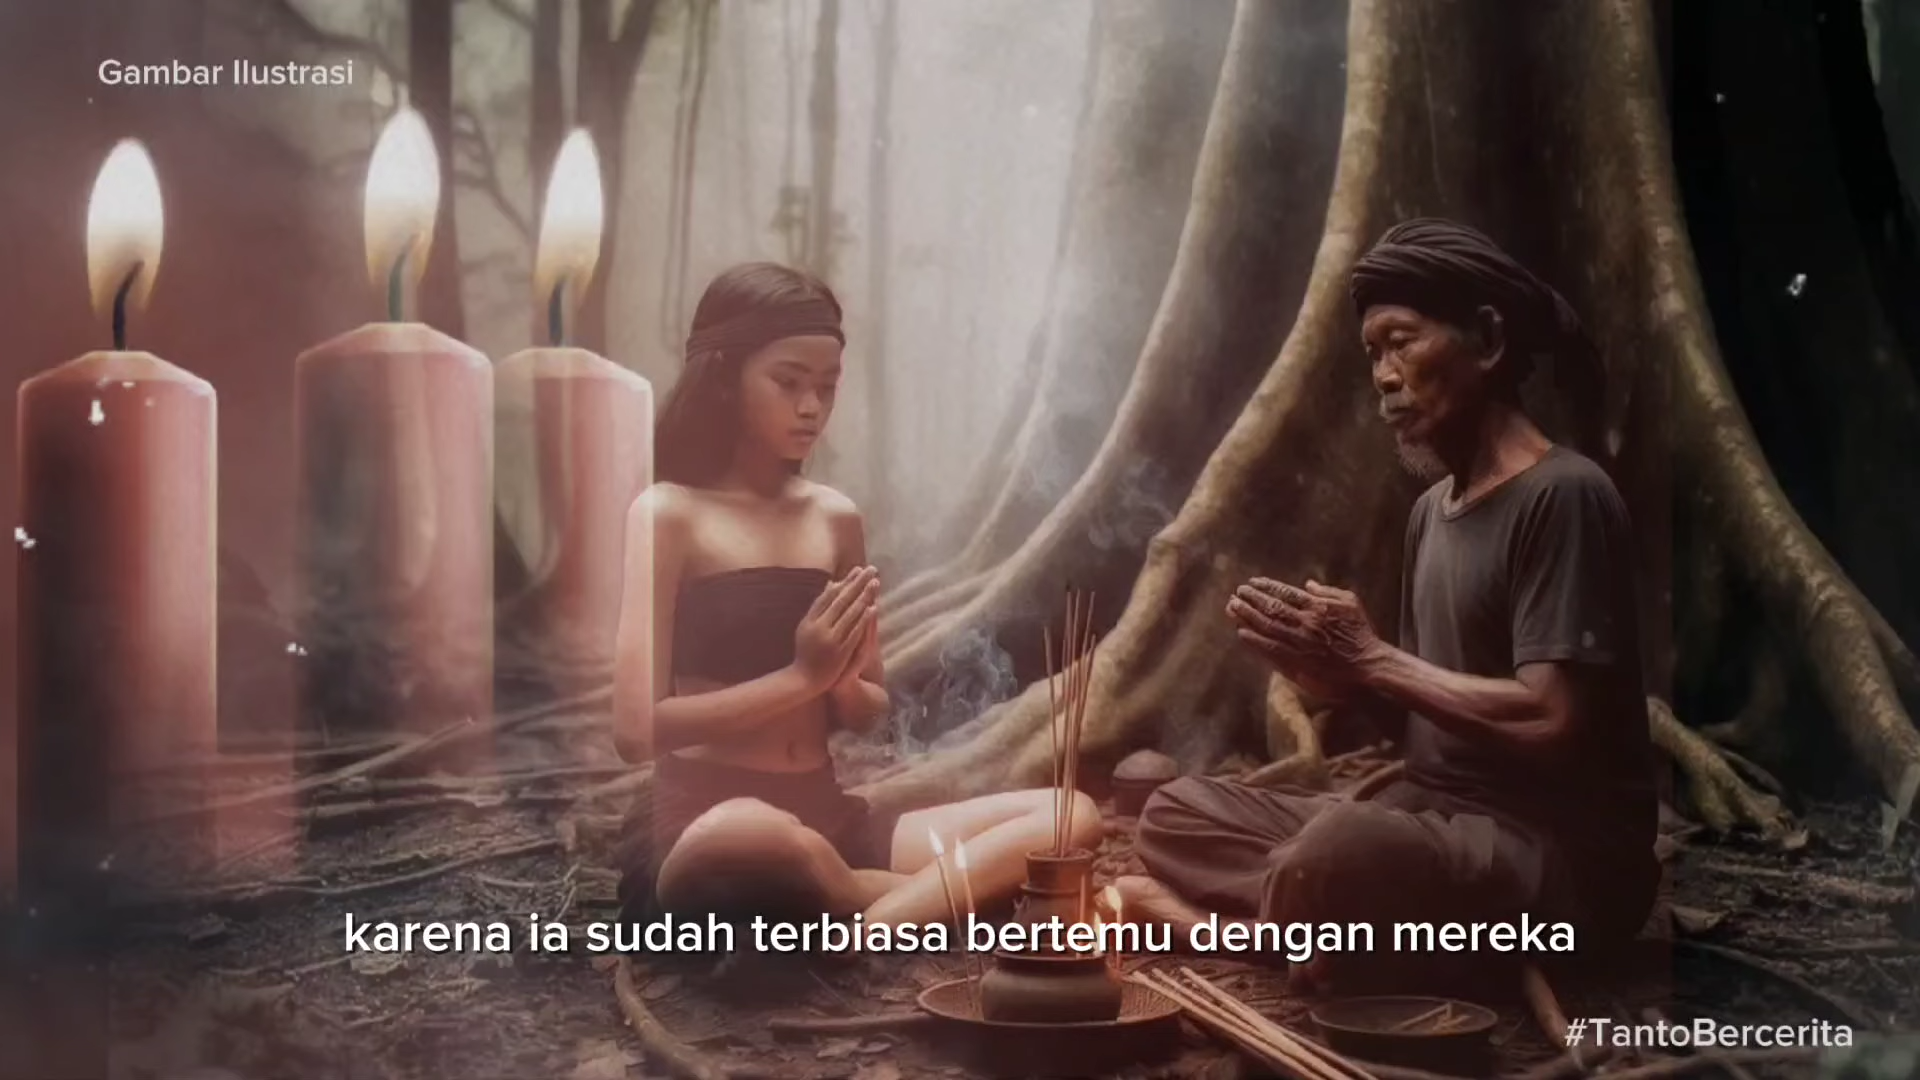 Gambar Ilustrasi
karena ia sudah terbiasa bertemu dengan mereka
#TantoBercerita